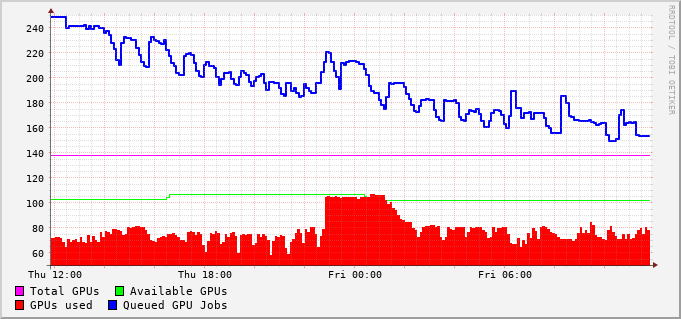 240
220
200
180
160
140
120
100
80
60
Thu 12:00 Thu 18:00 Fri 00:00 Fri 06:00
Total GPUs Available GPUs
GPUs used Queued GPU Jobs
RRDTOOL / TOBI OETIKER